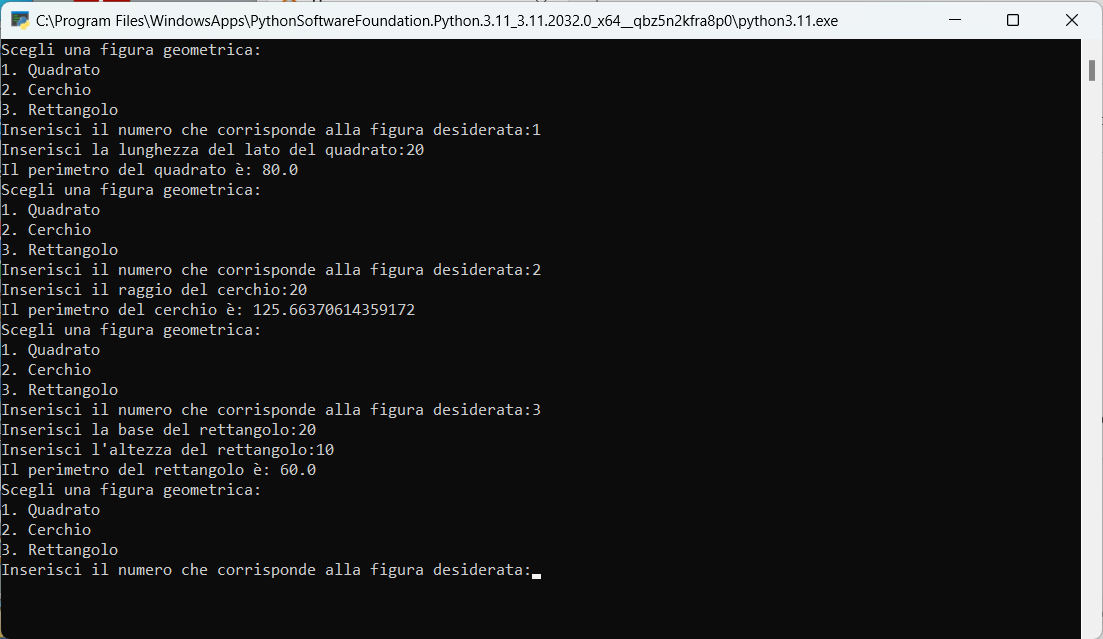 C:\Program Files\WindowsApps\PythonSoftwareFoundation.Python.3.11_3.11.2032.0_x64__qbz5n2kfra8p0\python3.11.exe
Scegli una figura geometrica:
1. Quadrato
2. Cerchio
3. Rettangolo
Inserisci il numero che corrisponde alla figura desiderata:1
Inserisci la lunghezza del lato del quadrato:20
Il perimetro del quadrato è: 80.0
Scegli una figura geometrica:
1. Quadrato
2. Cerchio
3. Rettangolo
Inserisci il numero che corrisponde alla figura desiderata:2
Inserisci il raggio del cerchio:20
Il perimetro del cerchio è: 125.66370614359172
Scegli una figura geometrica:
1. Quadrato
2. Cerchio
3. Rettangolo
Inserisci il numero che corrisponde alla figura desiderata:3
Inserisci la base del rettangolo:20
Inserisci l'altezza del rettangolo:10
Il perimetro del rettangolo è: 60.0
Scegli una figura geometrica:
1. Quadrato
2. Cerchio
3. Rettangolo
Inserisci il numero che corrisponde alla figura desiderata: